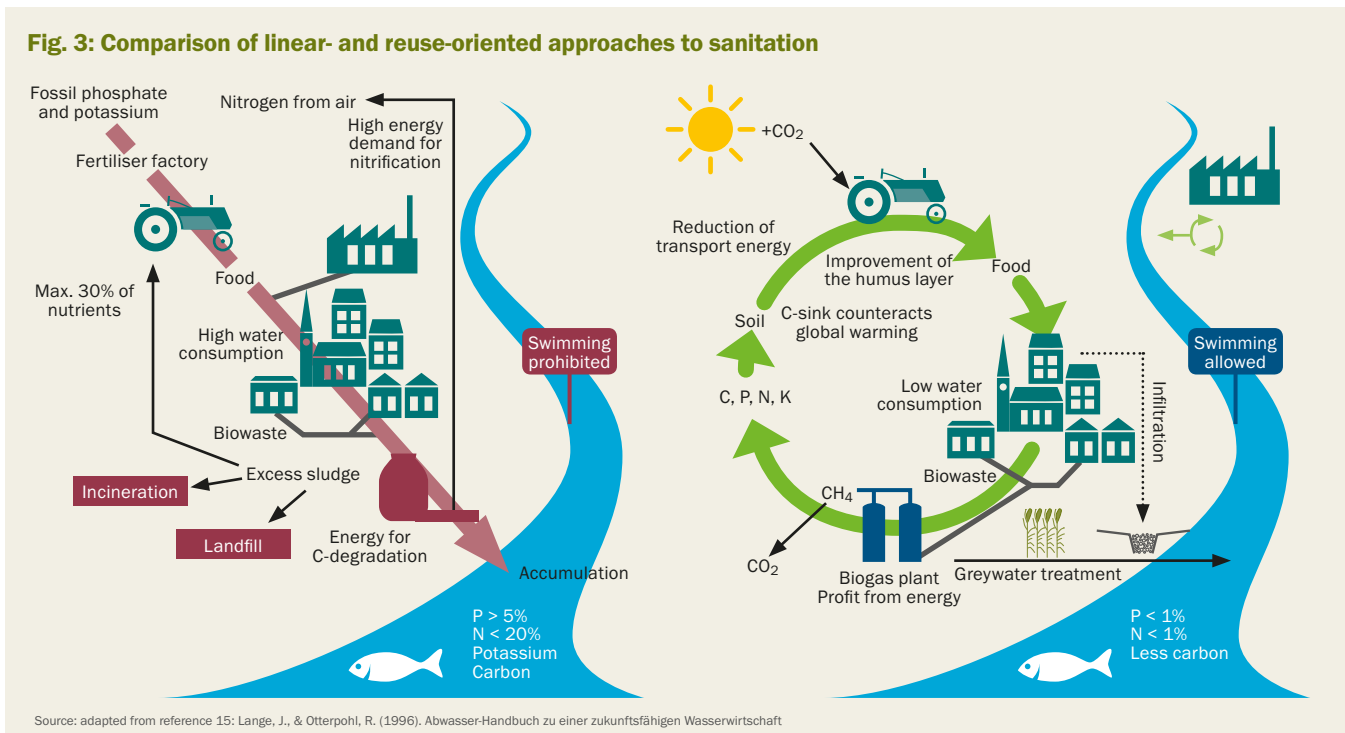 Fig. 3: Comparison of linear- and reuse-oriented approaches to sanitation
Fossil phosphate
and potassium
Nitrogen from air
High energy
demand for
nitrification
Fertiliser factory
Food
Max. 30% of
nutrients
High water
consumption
Swimming
prohibited
Biowaste
Excess sludge
Incineration
Landfill
Energy for
C-degradation
Accumulation
P > 5%
N < 20%
Potassium
Carbon
+CO₂
Reduction of
transport energy
Improvement of
the humus layer
Food
Soil
C-sink counteracts
global warming
Swimming
allowed
C, P, N, K
Low water
consumption
Infiltration
Biowaste
CH₄
CO₂
Biogas plant
Profit from energy
Greywater treatment
P < 1%
N < 1%
Less carbon
Source: adapted from reference 15: Lange, J., & Otterpohl, R. (1996). Abwasser-Handbuch zu einer zukunftsfähigen Wasserwirtschaft